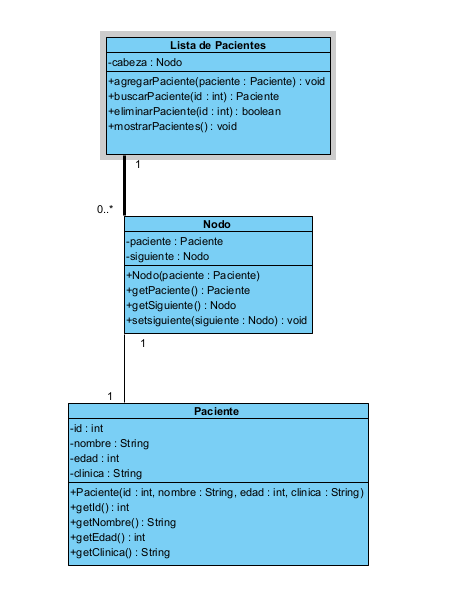 Lista de Pacientes
-cabeza : Nodo
+agregarPaciente(paciente : Paciente) : void
+buscarPaciente(id : int) : Paciente
+eliminarPaciente(id : int) : boolean
+mostrarPacientes() : void
1
0..*
Nodo
-paciente : Paciente
-siguiente : Nodo
+Nodo(paciente : Paciente)
+getPaciente() : Paciente
+getSiguiente() : Nodo
+setsiguiente(siguiente : Nodo) : void
1
1
Paciente
-id : int
-nombre : String
-edad : int
-clinica : String
+Paciente(id : int, nombre : String, edad : int, clinica : String)
+getId() : int
+getNombre() : String
+getEdad() : int
+getClinica() : String